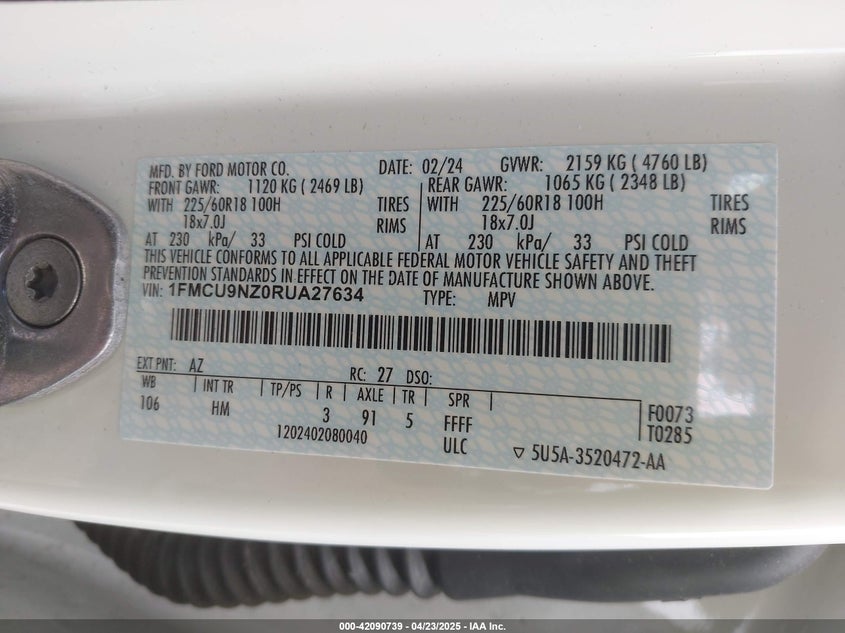 MFD. BY FORD MOTOR CO. DATE: 02/24 GVWR: 2159 KG ( 4760 LB)
FRONT GAWR: 1120 KG ( 2469 LB) REAR GAWR: 1065 KG ( 2348 LB)
WITH 225/60R18 100H TIRES WITH 225/60R18 100H TIRES
18x7.0J RIMS 18x7.0J RIMS
AT 230 kPa/ 33 PSI COLD AT 230 kPa/ 33 PSI COLD
THIS VEHICLE CONFORMS TO ALL APPLICABLE FEDERAL MOTOR VEHICLE SAFETY AND THEFT
PREVENTION STANDARDS IN EFFECT ON THE DATE OF MANUFACTURE SHOWN ABOVE.
VIN: 1FMCU9NZ0RUA27634 TYPE: MPV
EXT PNT: AZ RC: 27 DSO:
WB INT TR TP/PS R AXLE TR SPR
106 HM 3 91 5 FFFF F0073
1202402080040 ULC T0285
▽ 5U5A-3520472-AA
000-42090739 - 04/23/2025 - IAA Inc.